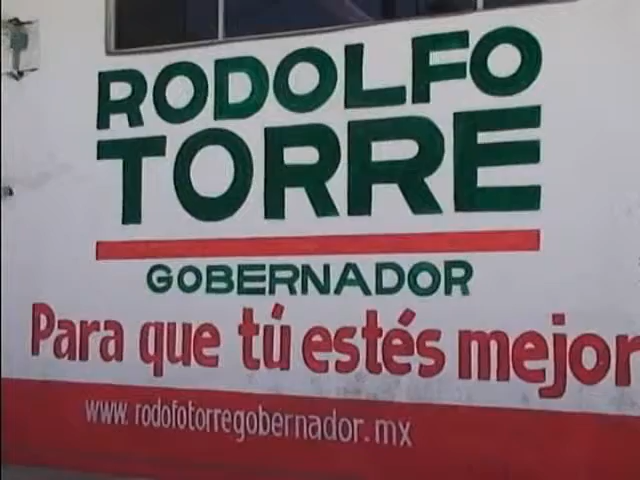 RODOLFO
TORRE
GOBERNADOR
Para que tú estés mejor
www.rodofotorregobernador.mx